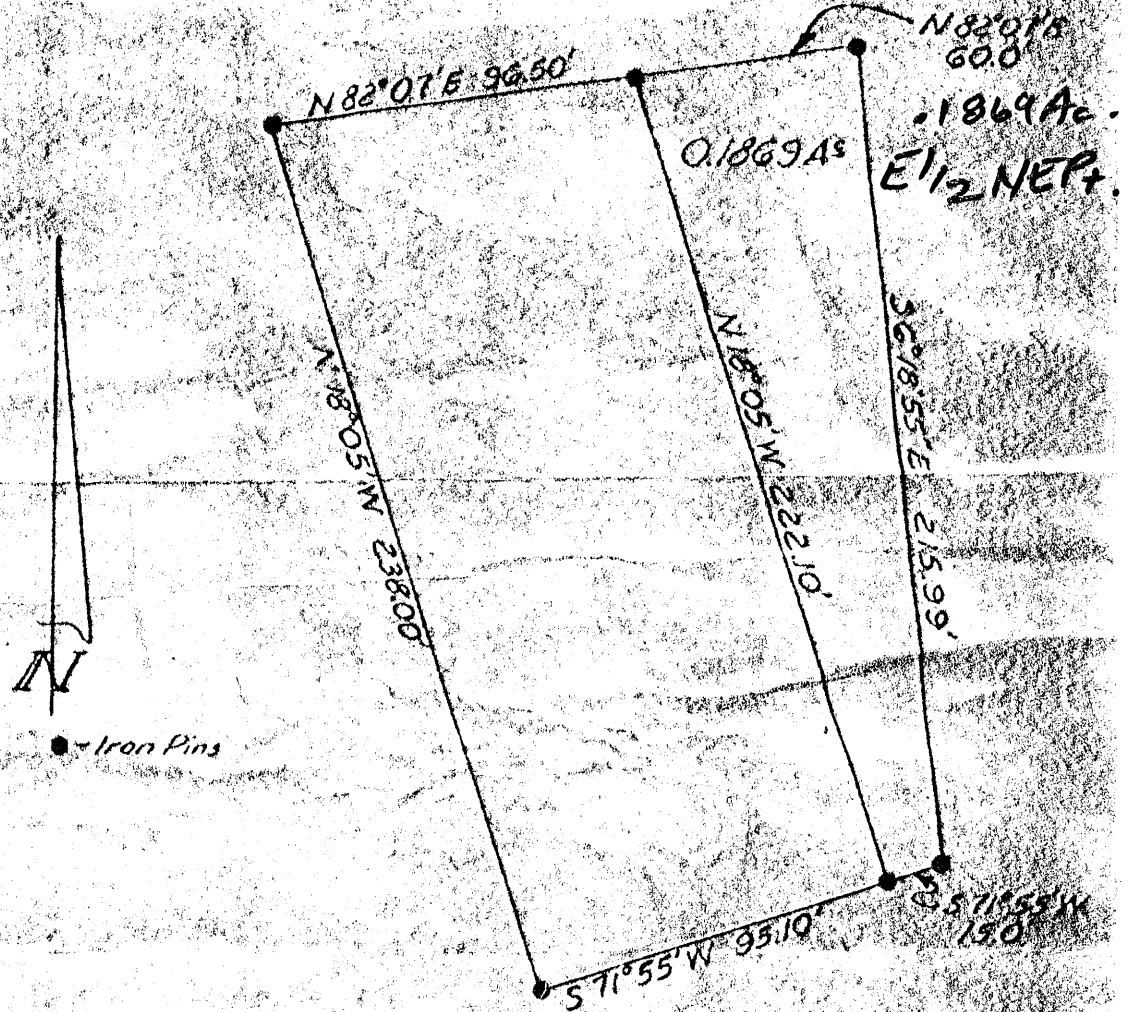 N 82°07'E
60.0'
N 82°07'E 96.50'
.1869 Ac.
0.1869 Ac
E 1/2 NE Pt.
N 18°05'W 238.00'
N 18°05'W 222.10'
S 6°18'55"E 215.99'
N
- Iron Pins
S 71°55'W 95.10'
S 71°55'W
15.0'